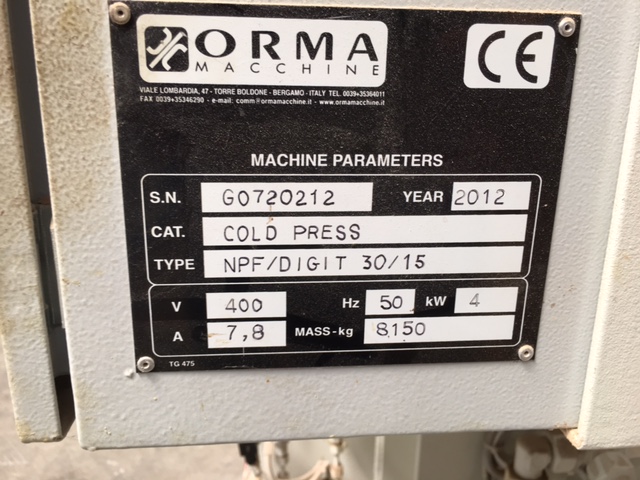 ORMA
MACCHINE
CE
VIALE LOMBARDIA, 47 - TORRE BOLDONE - BERGAMO - ITALY TEL. 0039+35364011
FAX 0039+35346290 - e-mail: comm@ormamacchine.it - www.ormamacchine.it
MACHINE PARAMETERS
S.N. G0720212 YEAR 2012
CAT. COLD PRESS
TYPE NPF/DIGIT 30/15
V 400 Hz 50 kW 4
A 7,8 MASS-kg 8150
TG 475